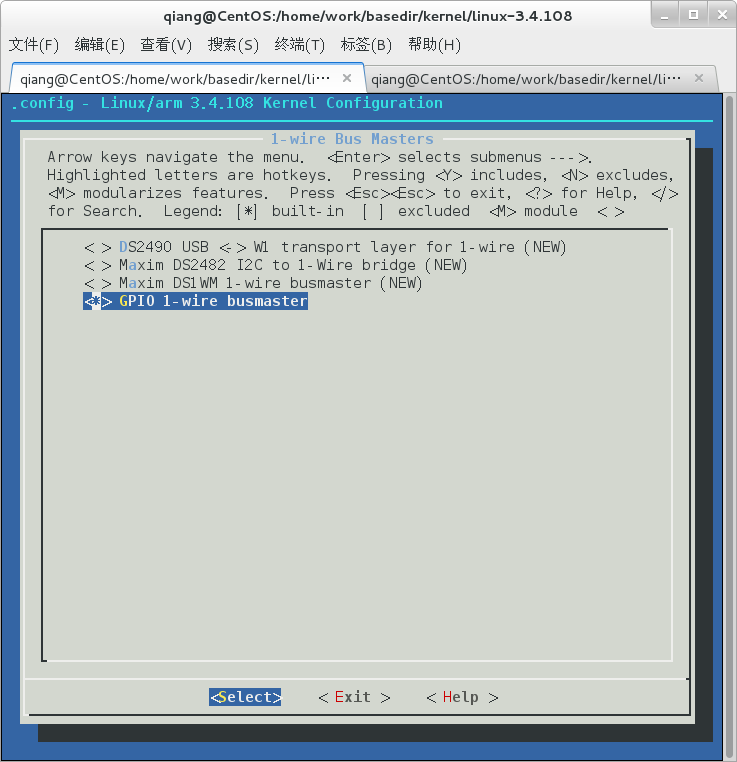 qiang@CentOS:/home/work/basedir/kernel/linux-3.4.108
文件(F) 编辑(E) 查看(V) 搜索(S) 终端(T) 标签(B) 帮助(H)
qiang@CentOS:/home/work/basedir/kernel/li··· × qiang@CentOS:/home/work/basedir/kernel/li··· ×
.config - Linux/arm 3.4.108 Kernel Configuration
1-wire Bus Masters
Arrow keys navigate the menu. <Enter> selects submenus --->.
Highlighted letters are hotkeys. Pressing <Y> includes, <N> excludes,
<M> modularizes features. Press <Esc><Esc> to exit, <?> for Help, </>
for Search. Legend: [*] built-in [ ] excluded <M> module < >
< > DS2490 USB <-> W1 transport layer for 1-wire (NEW)
< > Maxim DS2482 I2C to 1-Wire bridge (NEW)
< > Maxim DS1WM 1-wire busmaster (NEW)
<*> GPIO 1-wire busmaster
<Select> < Exit > < Help >